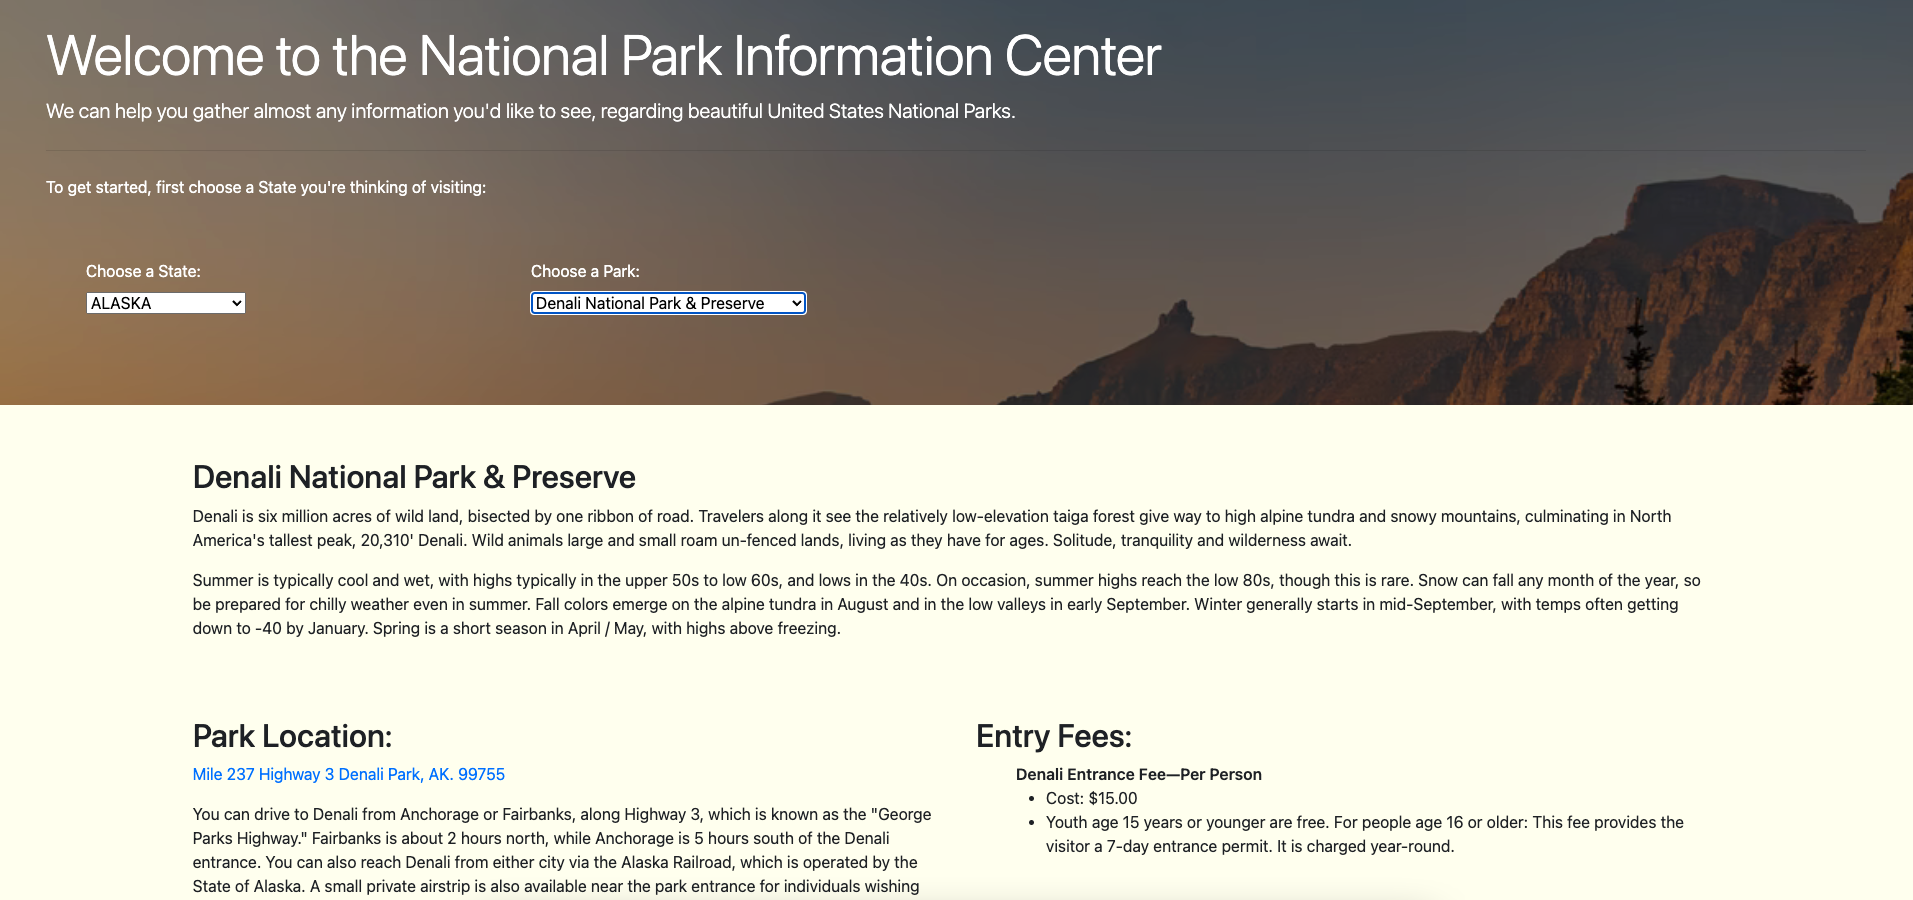 Welcome to the National Park Information Center
We can help you gather almost any information you'd like to see, regarding beautiful United States National Parks.
To get started, first choose a State you're thinking of visiting:
Choose a State:
ALASKA
Choose a Park:
Denali National Park & Preserve
Denali National Park & Preserve
Denali is six million acres of wild land, bisected by one ribbon of road. Travelers along it see the relatively low-elevation taiga forest give way to high alpine tundra and snowy mountains, culminating in North
America's tallest peak, 20,310' Denali. Wild animals large and small roam un-fenced lands, living as they have for ages. Solitude, tranquility and wilderness await.
Summer is typically cool and wet, with highs typically in the upper 50s to low 60s, and lows in the 40s. On occasion, summer highs reach the low 80s, though this is rare. Snow can fall any month of the year, so
be prepared for chilly weather even in summer. Fall colors emerge on the alpine tundra in August and in the low valleys in early September. Winter generally starts in mid-September, with temps often getting
down to -40 by January. Spring is a short season in April / May, with highs above freezing.
Park Location:
Mile 237 Highway 3 Denali Park, AK. 99755
You can drive to Denali from Anchorage or Fairbanks, along Highway 3, which is known as the "George
Parks Highway." Fairbanks is about 2 hours north, while Anchorage is 5 hours south of the Denali
entrance. You can also reach Denali from either city via the Alaska Railroad, which is operated by the
State of Alaska. A small private airstrip is also available near the park entrance for individuals wishing
Entry Fees:
Denali Entrance Fee—Per Person
• Cost: $15.00
• Youth age 15 years or younger are free. For people age 16 or older: This fee provides the
visitor a 7-day entrance permit. It is charged year-round.